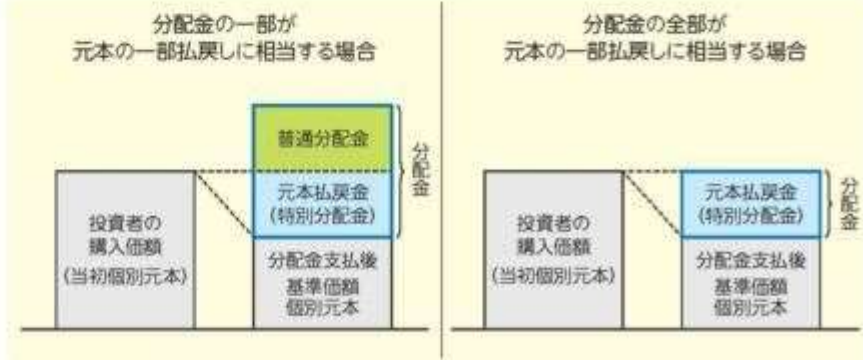 分配金の一部が
元本の一部払戻しに相当する場合
普通分配金
元本払戻金
(特別分配金)
分配金
投資者の
購入価額
(当初個別元本)
分配金支払後
基準価額
個別元本
分配金の全部が
元本の一部払戻しに相当する場合
元本払戻金
(特別分配金)
分配金
投資者の
購入価額
(当初個別元本)
分配金支払後
基準価額
個別元本